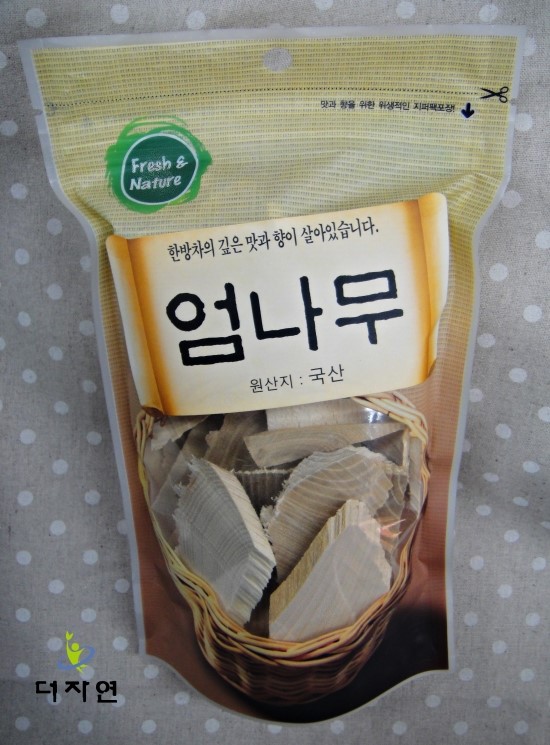 맛과 향을 위한 위생적인 지퍼팩포장!
Fresh &
Nature
한방차의 깊은 맛과 향이 살아있습니다.
엄나무
원산지 : 국산
더자연